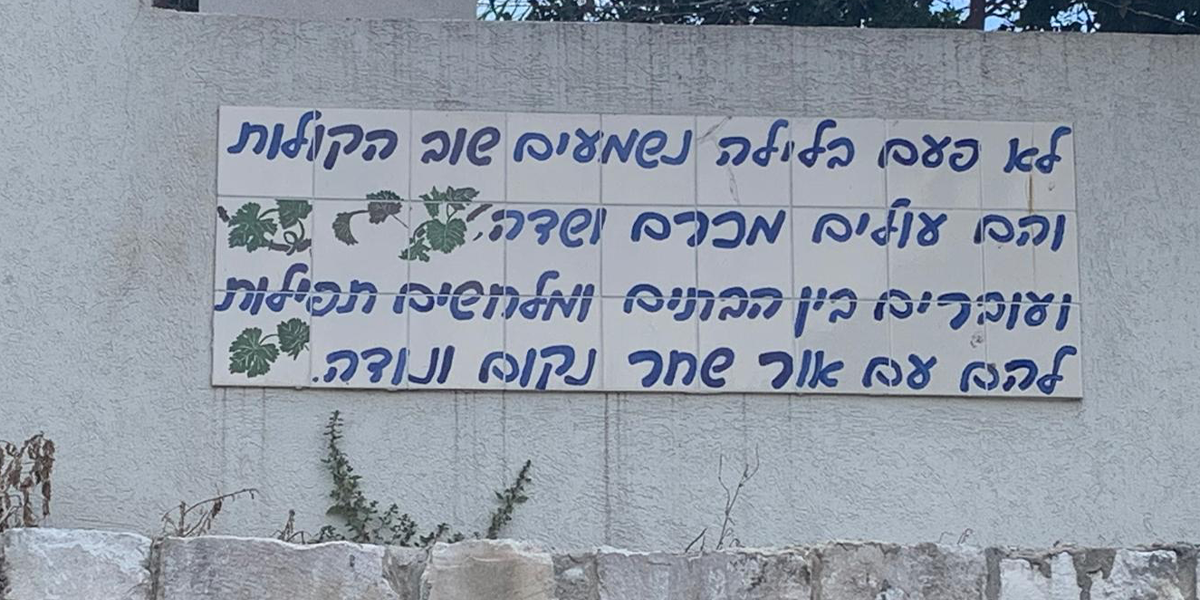 לא פעם בלילה נשמעים שוב הקולות
והם עולים מכרם ושדה,
ועוברים בין הבתים ומלחשים תפילות
להם עם אור שחר נקום ונודה.